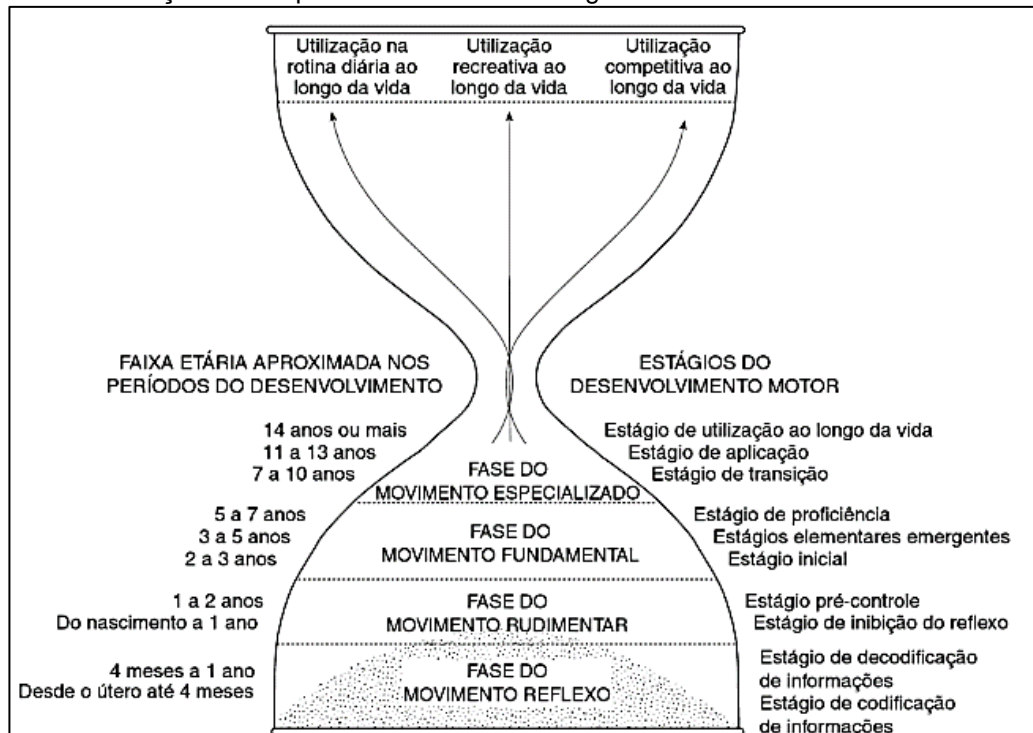 Utilização na
rotina diária ao
longo da vida
Utilização
recreativa ao
longo da vida
Utilização
competitiva ao
longo da vida
FAIXA ETÁRIA APROXIMADA NOS
PERÍODOS DO DESENVOLVIMENTO
ESTÁGIOS DO
DESENVOLVIMENTO MOTOR
14 anos ou mais
11 a 13 anos
7 a 10 anos
FASE DO
MOVIMENTO ESPECIALIZADO
Estágio de utilização ao longo da vida
Estágio de aplicação
Estágio de transição
5 a 7 anos
3 a 5 anos
2 a 3 anos
FASE DO
MOVIMENTO FUNDAMENTAL
Estágio de proficiência
Estágios elementares emergentes
Estágio inicial
1 a 2 anos
Do nascimento a 1 ano
FASE DO
MOVIMENTO RUDIMENTAR
Estágio pré-controle
Estágio de inibição do reflexo
4 meses a 1 ano
Desde o útero até 4 meses
FASE DO
MOVIMENTO REFLEXO
Estágio de decodificação
de informações
Estágio de codificação
de informações